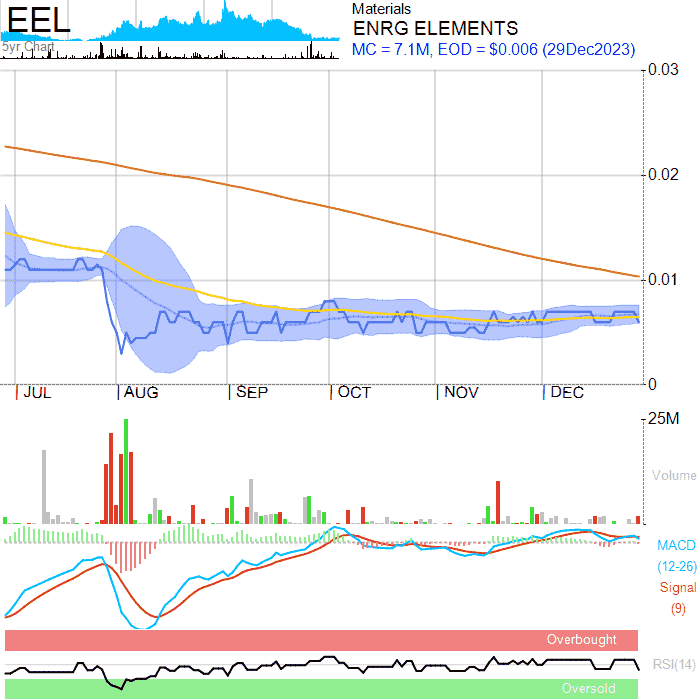 EEL
5yr Chart
Materials
ENRG ELEMENTS
MC = 7.1M, EOD = $0.006 (29Dec2023)
0.03
0.02
0.01
0
JUL
AUG
SEP
OCT
NOV
DEC
25M
Volume
MACD
(12-26)
Signal
(9)
Overbought
RSI(14)
Oversold